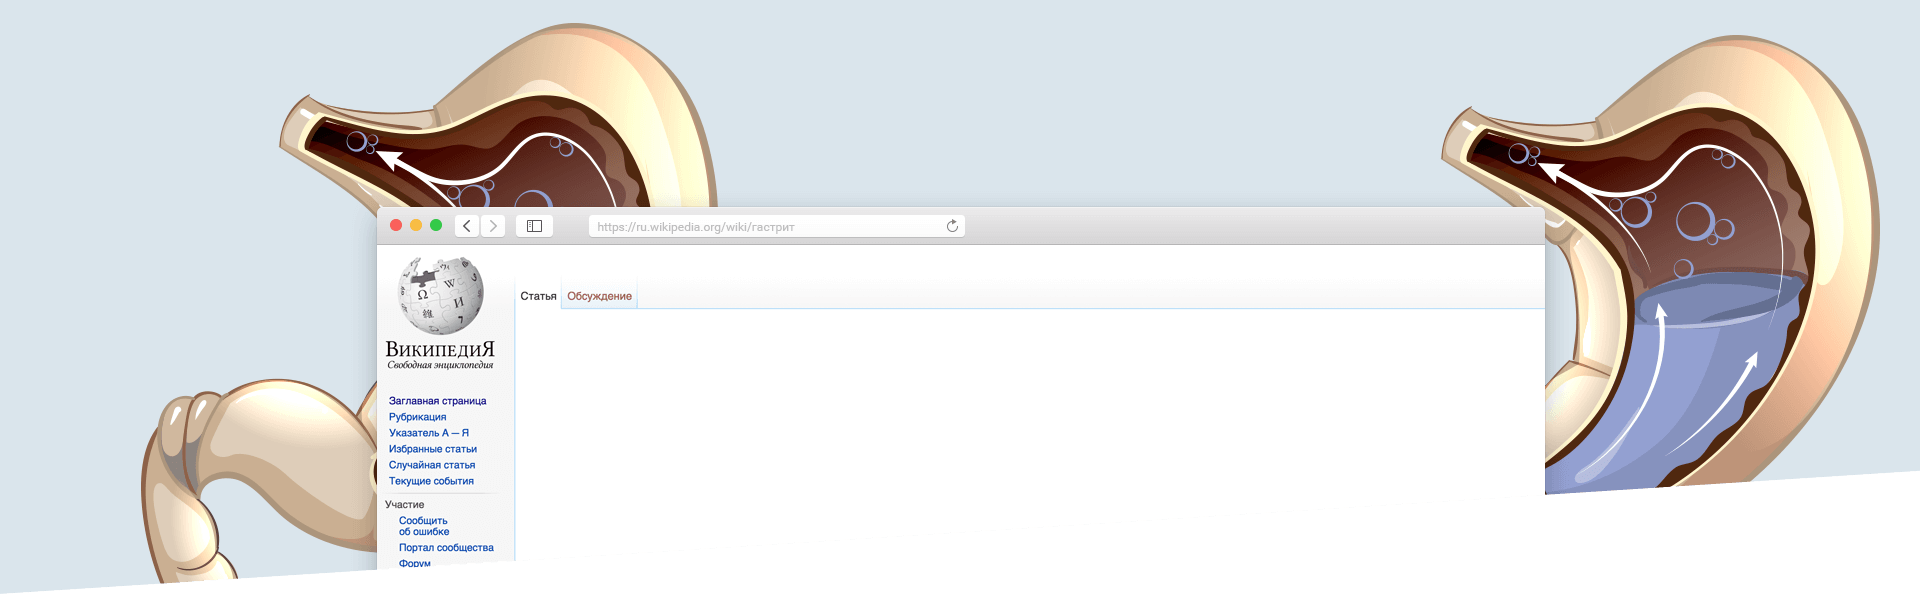 https://ru.wikipedia.org/wiki/гастрит
Статья Обсуждение
ВикипедиЯ
Свободная энциклопедия
Заглавная страница
Рубрикация
Указатель А — Я
Избранные статьи
Случайная статья
Текущие события
Участие
Сообщить
об ошибке
Портал сообщества
Форум